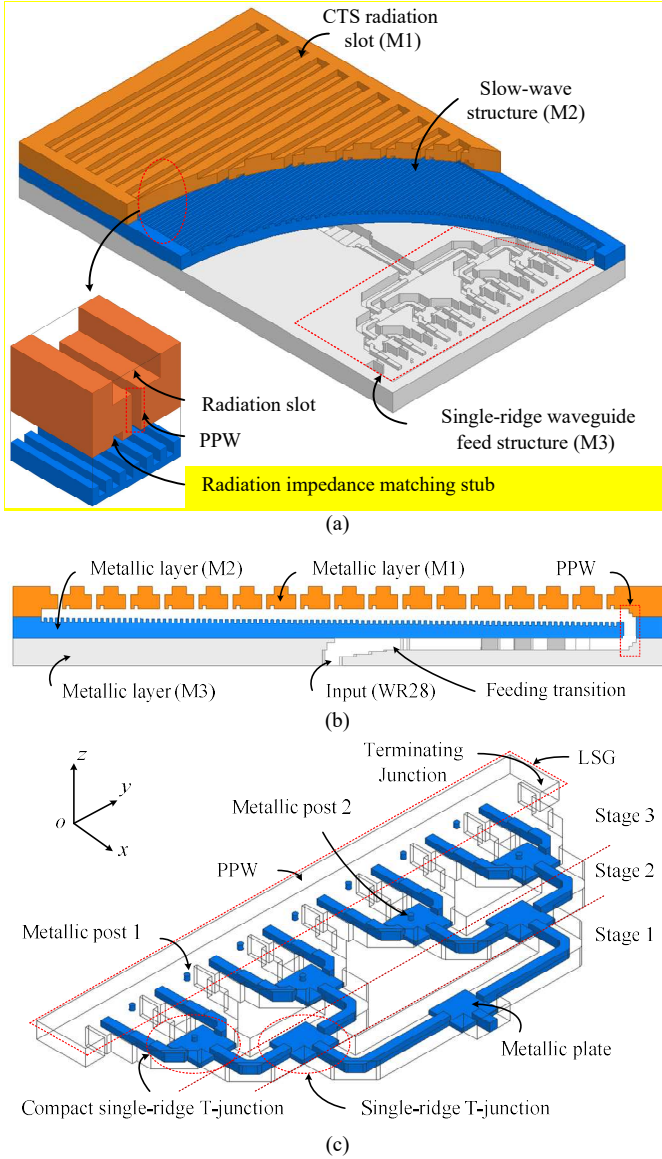 CTS radiation
slot (M1)
Slow-wave
structure (M2)
Radiation slot
PPW
Radiation impedance matching stub
Single-ridge waveguide
feed structure (M3)
(a)
Metallic layer (M2)
Metallic layer (M1)
PPW
Metallic layer (M3)
Input (WR28)
Feeding transition
(b)
z
y
o
x
Terminating
Junction
LSG
Metallic post 2
Stage 3
PPW
Stage 2
Stage 1
Metallic post 1
Metallic plate
Compact single-ridge T-junction
Single-ridge T-junction
(c)